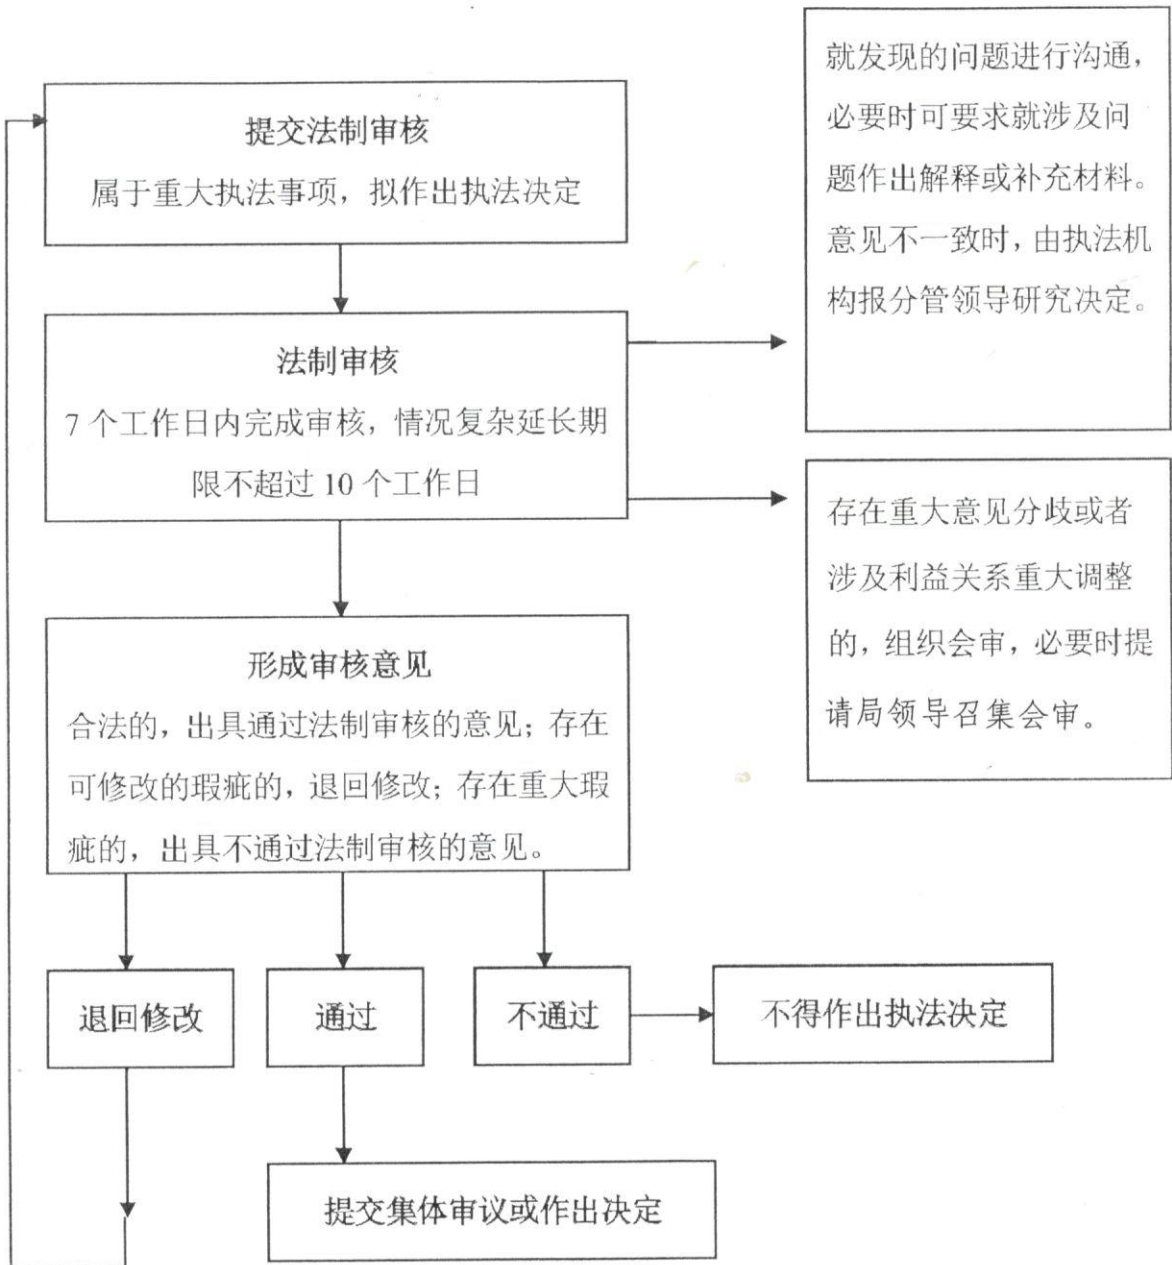 提交法制审核
属于重大执法事项，拟作出执法决定
就发现的问题进行沟通，
必要时可要求就涉及问
题作出解释或补充材料。
意见不一致时，由执法机
构报分管领导研究决定。
法制审核
7 个工作日内完成审核，情况复杂延长期
限不超过 10 个工作日
存在重大意见分歧或者
涉及利益关系重大调整
的，组织会审，必要时提
请局领导召集会审。
形成审核意见
合法的，出具通过法制审核的意见；存在
可修改的瑕疵的，退回修改；存在重大瑕
疵的，出具不通过法制审核的意见。
退回修改
通过
不通过
不得作出执法决定
提交集体审议或作出决定